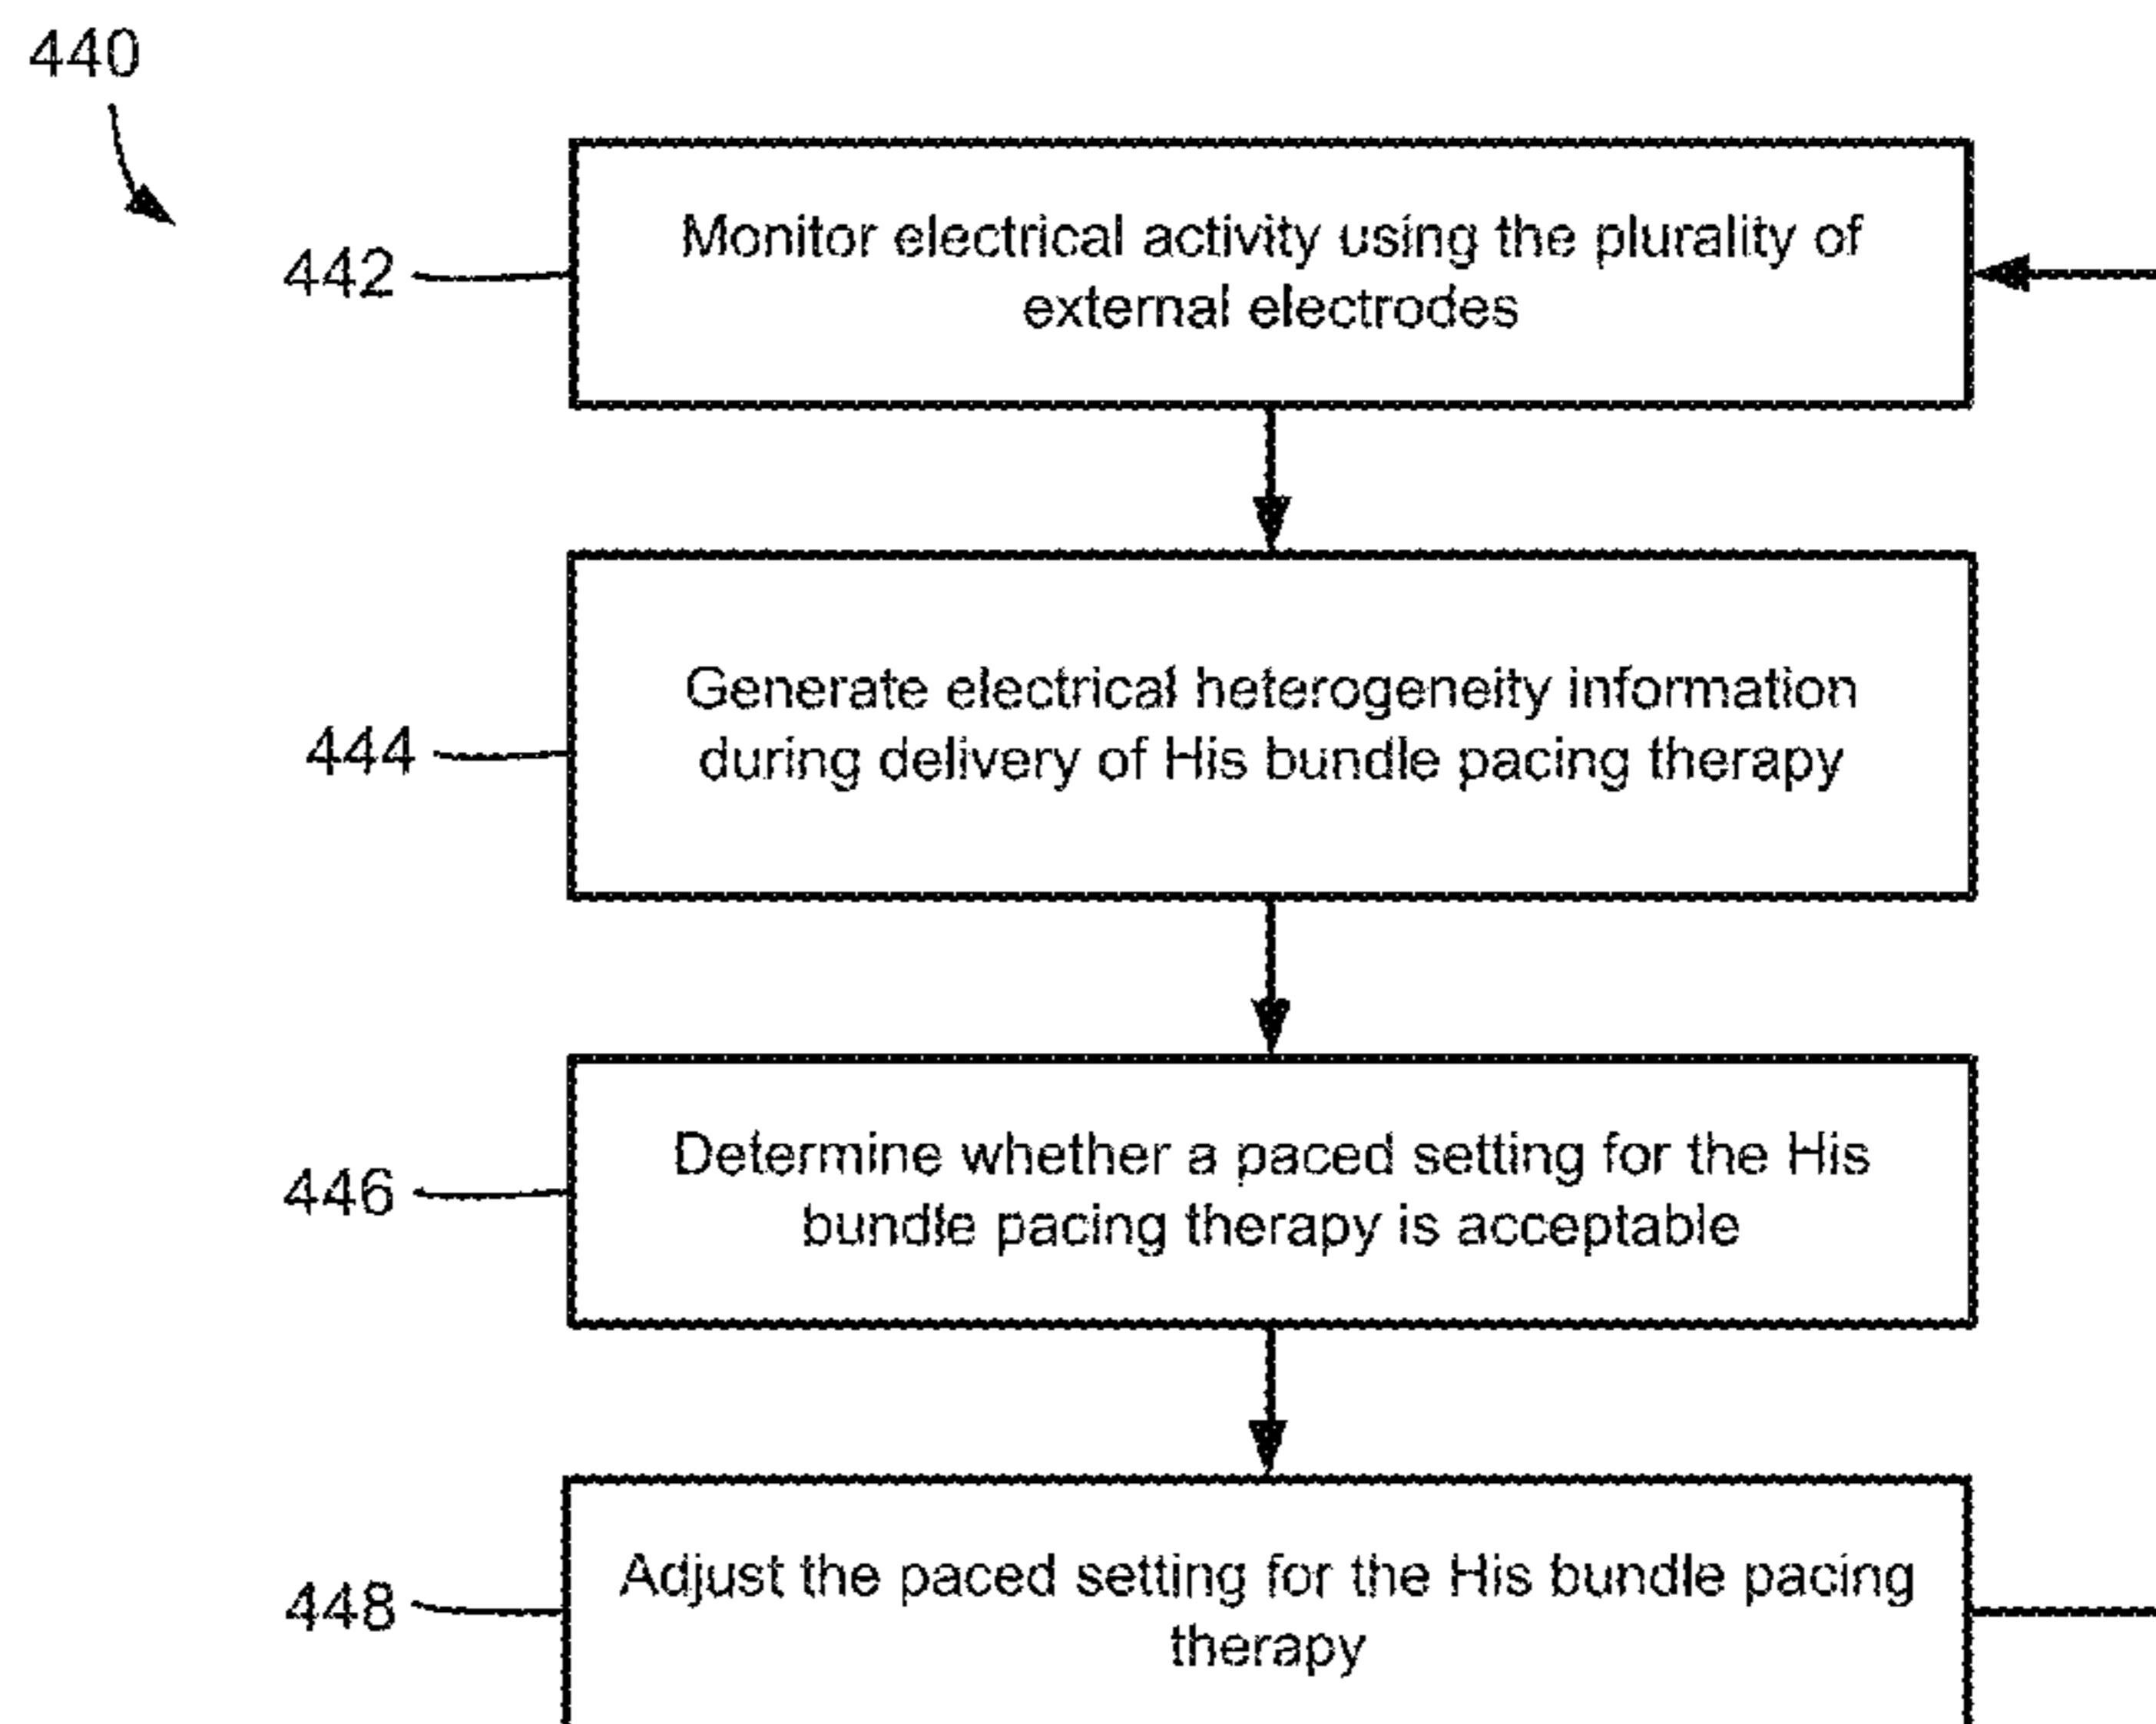 440
442
Monitor electrical activity using the plurality of
external electrodes
444
Generate electrical heterogeneity information
during delivery of His bundle pacing therapy
446
Determine whether a paced setting for the His
bundle pacing therapy is acceptable
448
Adjust the paced setting for the His bundle pacing
therapy